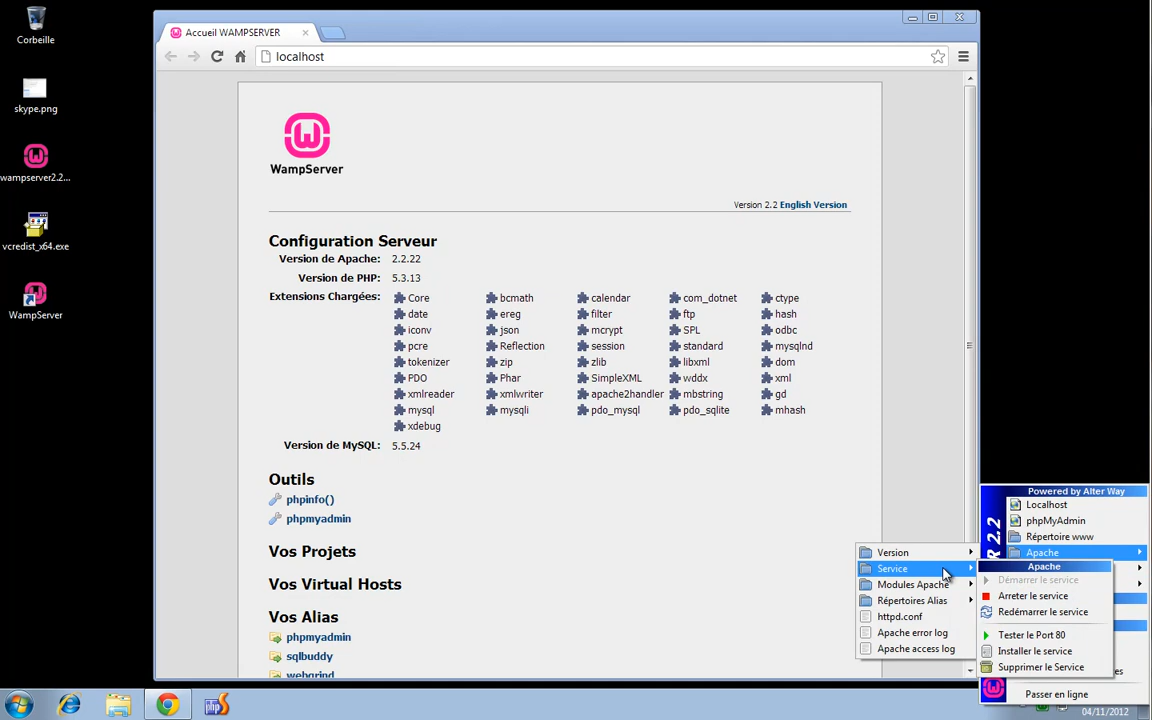 Corbeille
skype.png
wampserver2.2...
vcredist_x64.exe
WampServer
Accueil WAMPSERVER
localhost
WampServer
Version 2.2 English Version
Configuration Serveur
Version de Apache: 2.2.22
Version de PHP: 5.3.13
Extensions Chargées: Core bcmath calendar com_dotnet ctype
date ereg filter ftp hash
iconv json mcrypt SPL odbc
pcre Reflection session standard mysqlnd
tokenizer zip zlib libxml dom
PDO Phar SimpleXML wddx xml
xmlreader xmlwriter apache2handler mbstring gd
mysql mysqli pdo_mysql pdo_sqlite mhash
xdebug
Version de MySQL: 5.5.24
Outils
phpinfo()
phpmyadmin
Vos Projets
Vos Virtual Hosts
Vos Alias
phpmyadmin
sqlbuddy
webgrind
Version
Service
Modules Apache
Répertoires Alias
httpd.conf
Apache error log
Apache access log
Powered by Alter Way
R 2.2
Localhost
phpMyAdmin
Répertoire www
Apache
Apache
Démarrer le service
Arreter le service
Redémarrer le service
Tester le Port 80
Installer le service
Supprimer le Service
Passer en ligne
04/11/2012